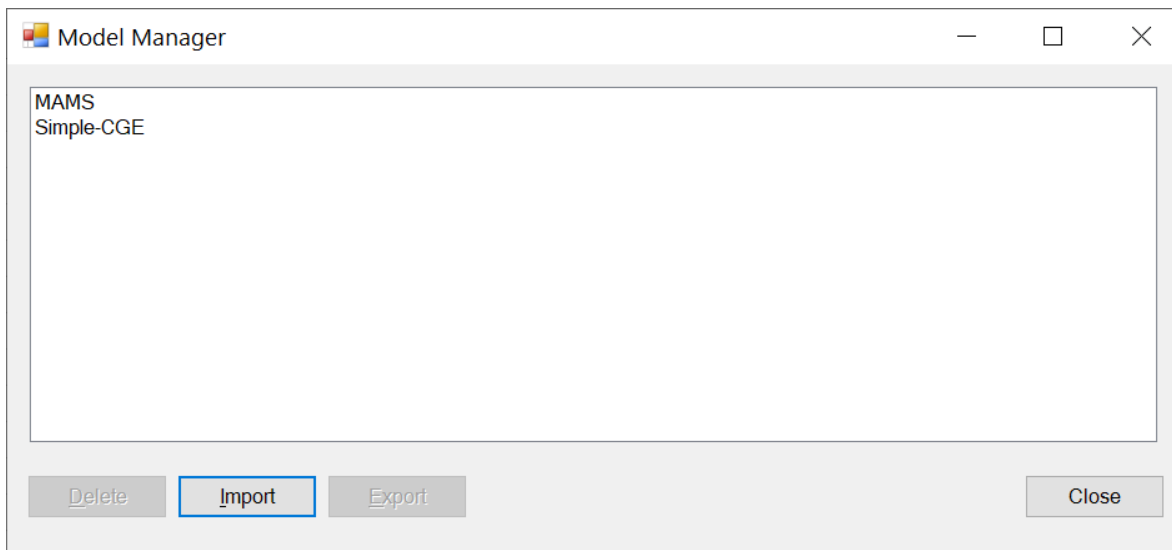 Model Manager
MAMS
Simple-CGE
Delete
Import
Export
Close